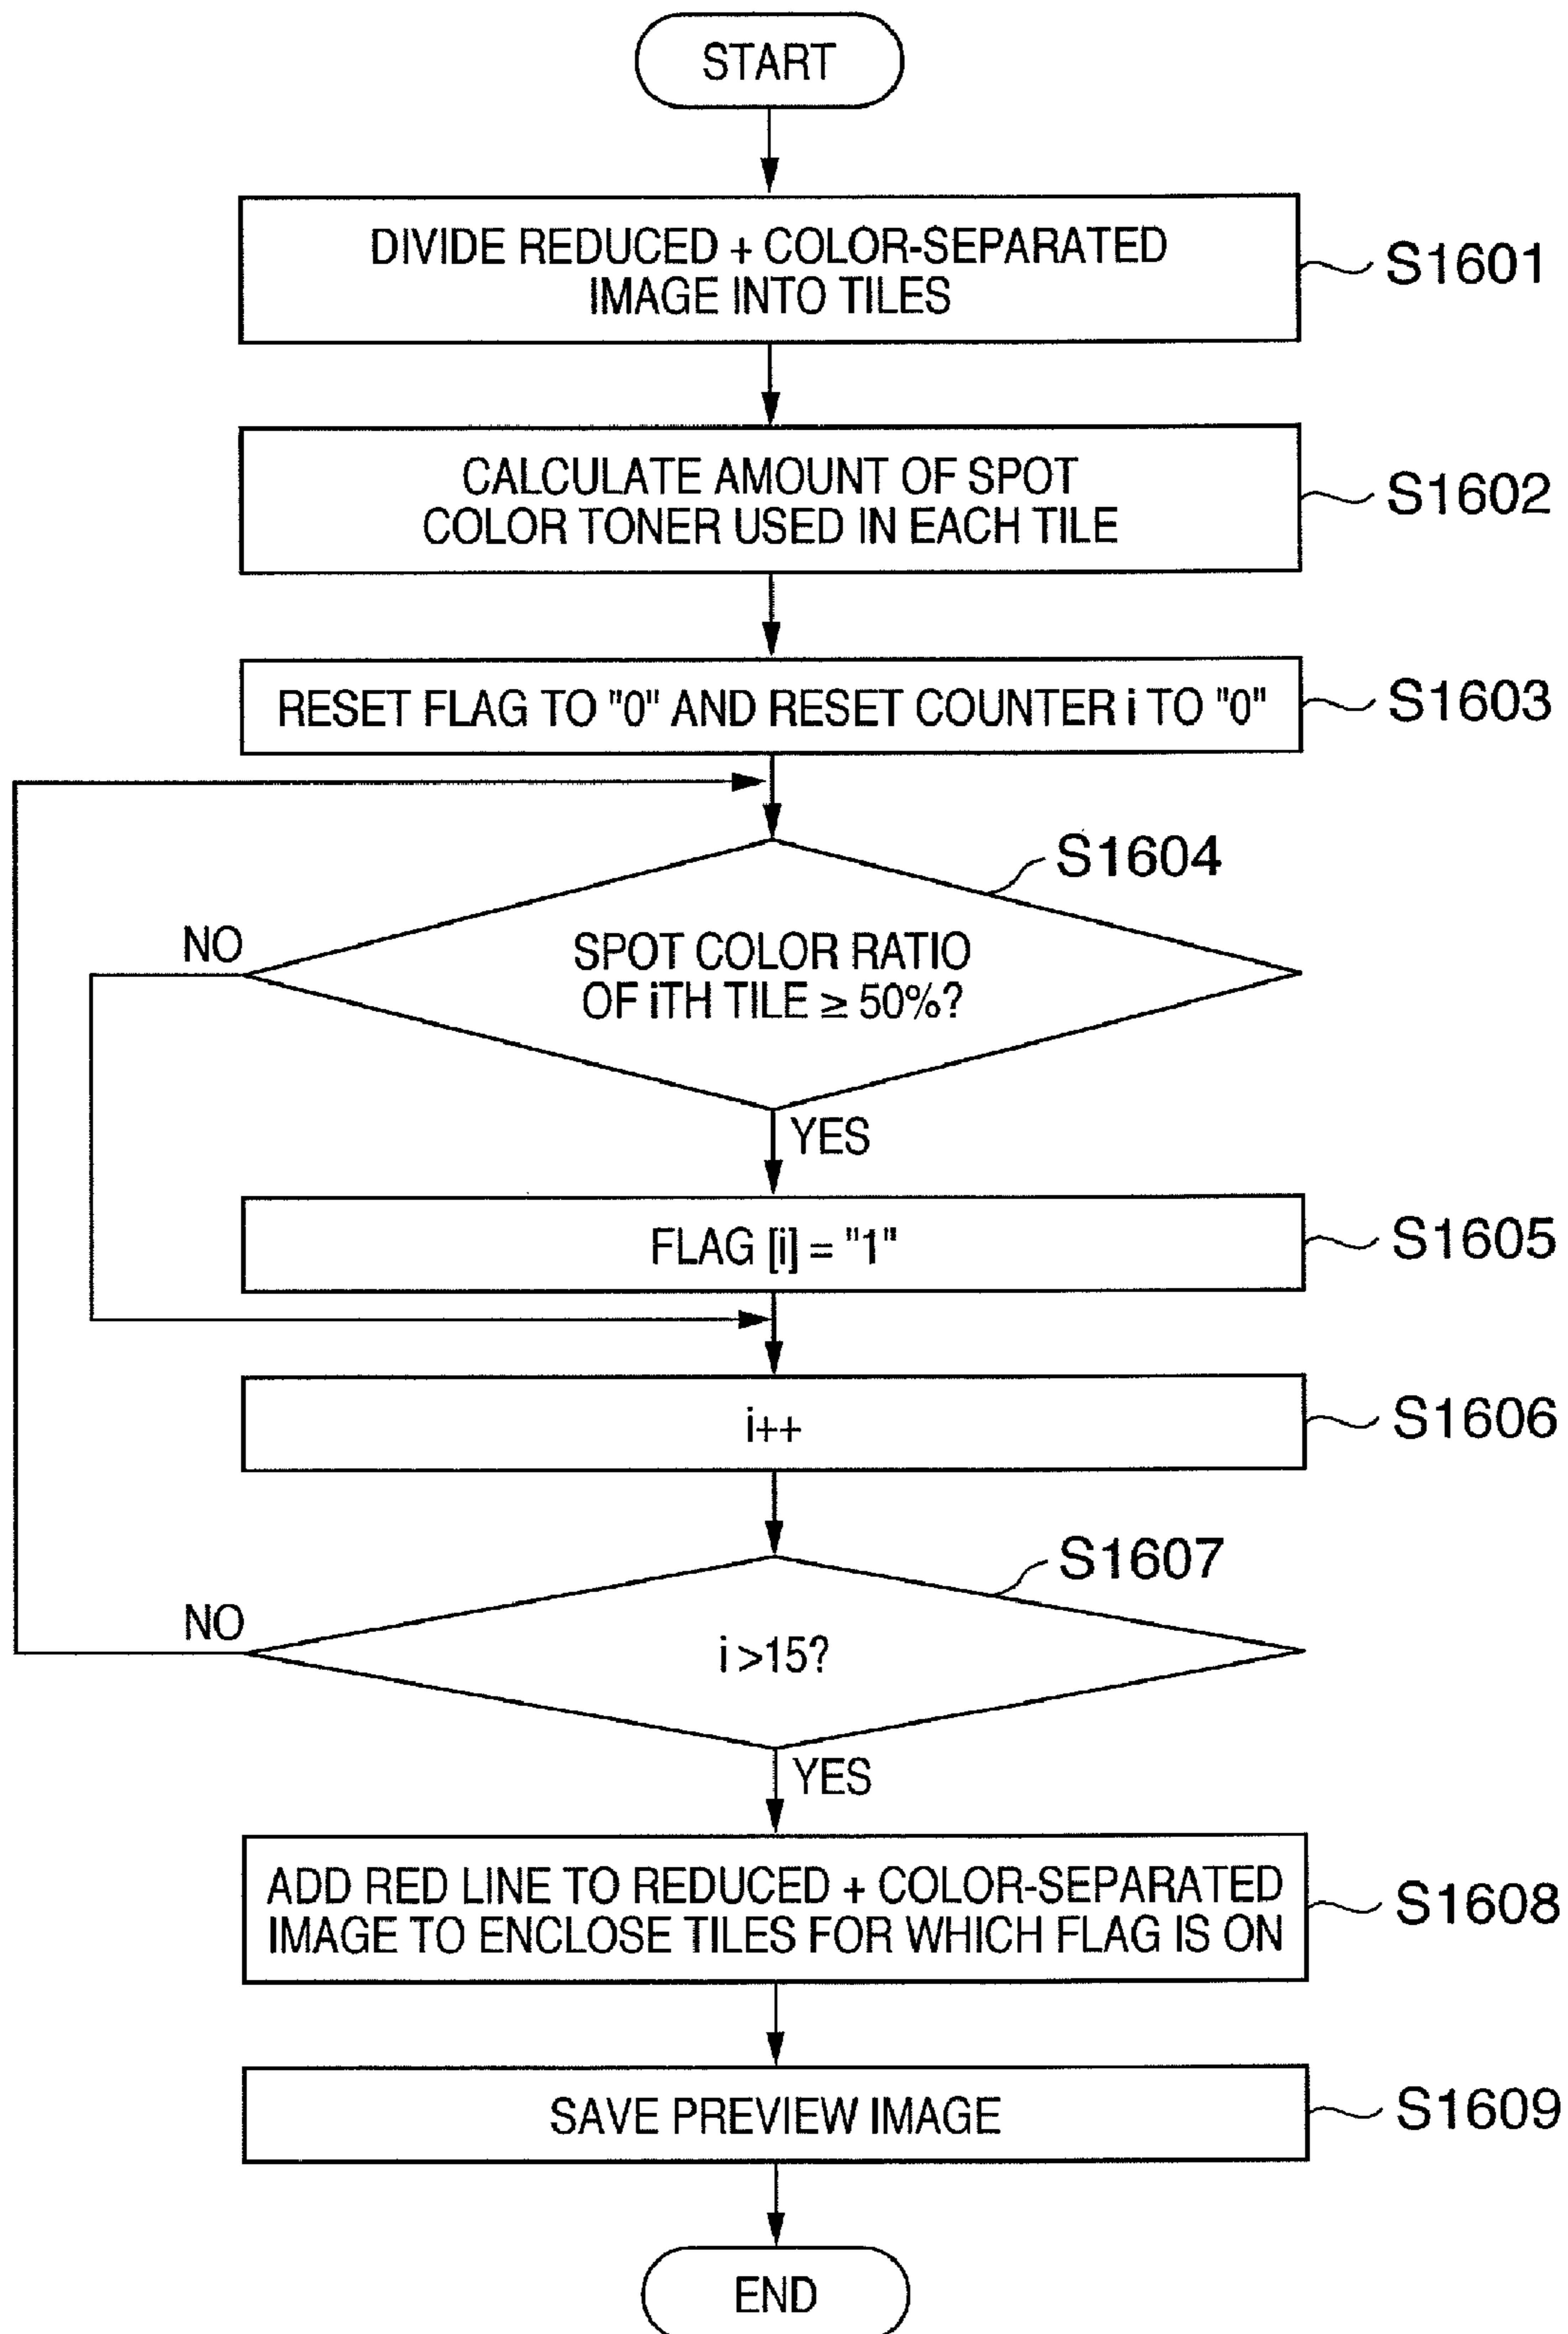 START
DIVIDE REDUCED + COLOR-SEPARATED
IMAGE INTO TILES
S1601
CALCULATE AMOUNT OF SPOT
COLOR TONER USED IN EACH TILE
S1602
RESET FLAG TO "0" AND RESET COUNTER i TO "0"
S1603
S1604
NO
SPOT COLOR RATIO
OF iTH TILE ≥ 50%?
YES
FLAG [i] = "1"
S1605
i++
S1606
S1607
NO
i >15?
YES
ADD RED LINE TO REDUCED + COLOR-SEPARATED
IMAGE TO ENCLOSE TILES FOR WHICH FLAG IS ON
S1608
SAVE PREVIEW IMAGE
S1609
END